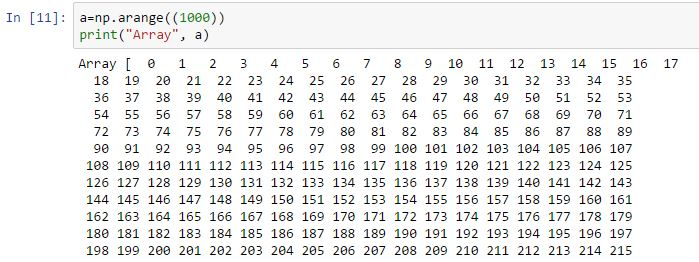 In [11]: a=np.arange((1000))
print("Array", a)
Array [  0   1   2   3   4   5   6   7   8   9  10  11  12  13  14  15  16  17
18  19  20  21  22  23  24  25  26  27  28  29  30  31  32  33  34  35
36  37  38  39  40  41  42  43  44  45  46  47  48  49  50  51  52  53
54  55  56  57  58  59  60  61  62  63  64  65  66  67  68  69  70  71
72  73  74  75  76  77  78  79  80  81  82  83  84  85  86  87  88  89
90  91  92  93  94  95  96  97  98  99 100 101 102 103 104 105 106 107
108 109 110 111 112 113 114 115 116 117 118 119 120 121 122 123 124 125
126 127 128 129 130 131 132 133 134 135 136 137 138 139 140 141 142 143
144 145 146 147 148 149 150 151 152 153 154 155 156 157 158 159 160 161
162 163 164 165 166 167 168 169 170 171 172 173 174 175 176 177 178 179
180 181 182 183 184 185 186 187 188 189 190 191 192 193 194 195 196 197
198 199 200 201 202 203 204 205 206 207 208 209 210 211 212 213 214 215